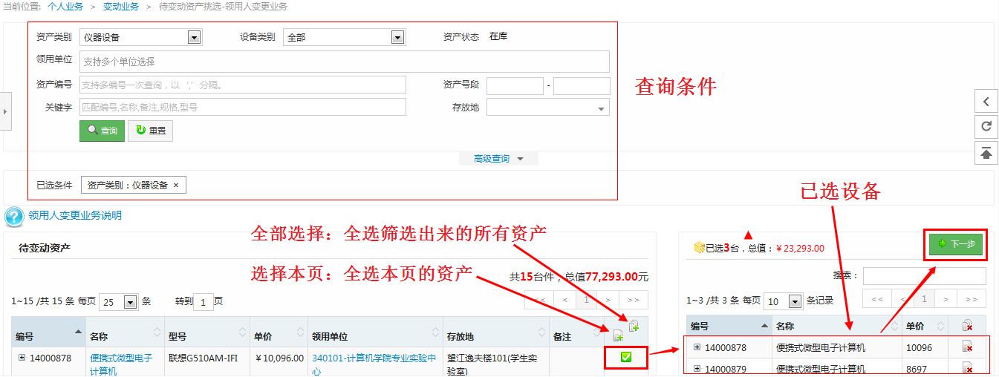 当前位置: 个人业务 > 变动业务 > 待变动资产挑选-领用人变更业务
资产类别 仪器设备 设备类别 全部 资产状态 在库
领用单位 支持多个单位选择
资产编号 支持多编号一次查询，以 ‘,’ 分隔。 资产号段 -
查询条件
关键字 匹配编号,名称,备注,规格,型号 存放地
查询 重置
高级查询
已选条件 资产类别：仪器设备 ×
已选设备
领用人变更业务说明
全部选择：全选筛选出来的所有资产
选择本页：全选本页的资产
待变动资产
共15台件，总值77,293.00元
1~15 /共 15 条 每页 25 条 转到 1 页 << < 1 > >>
编号 名称 型号 单价 领用单位 存放地 备注
14000878 便携式微型电子计算机 联想G510AM-IFI ￥10,096.00 340101-计算机学院专业实验中心 望江逸夫楼101(学生实验室)
已选3台，总值：￥23,293.00 下一步
搜索：
1~3 /共 3 条 每页 10 条记录 << < 1 > >>
编号 名称 单价
14000878 便携式微型电子计算机 10096
14000879 便携式微型电子计算机 8697